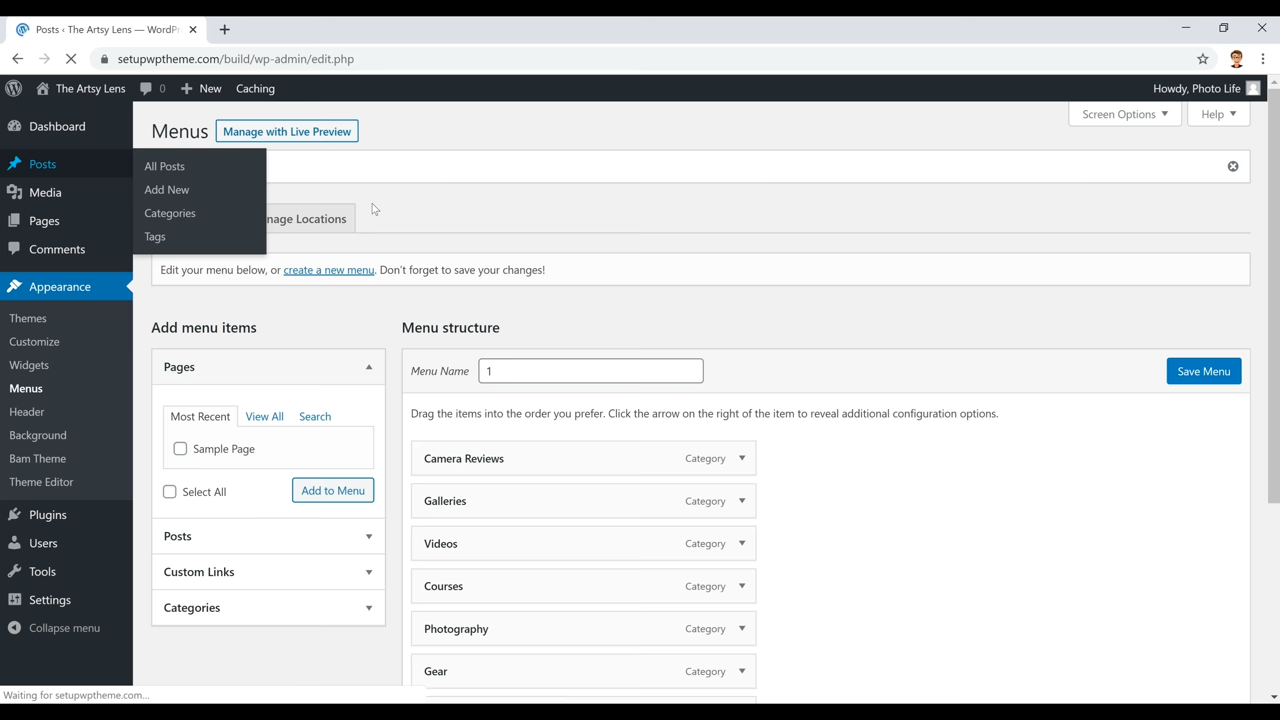 Posts ‹ The Artsy Lens — WordPr
setupwptheme.com/build/wp-admin/edit.php
The Artsy Lens
0
New
Caching
Howdy, Photo Life
Dashboard
Posts
All Posts
Add New
Categories
Tags
Media
Pages
Comments
Appearance
Themes
Customize
Widgets
Menus
Header
Background
Bam Theme
Theme Editor
Plugins
Users
Tools
Settings
Collapse menu
Menus
Manage with Live Preview
Screen Options
Help
nage Locations
Edit your menu below, or create a new menu. Don't forget to save your changes!
Add menu items
Pages
Most Recent
View All
Search
Sample Page
Select All
Add to Menu
Posts
Custom Links
Categories
Menu structure
Menu Name
1
Save Menu
Drag the items into the order you prefer. Click the arrow on the right of the item to reveal additional configuration options.
Camera Reviews Category
Galleries Category
Videos Category
Courses Category
Photography Category
Gear Category
Waiting for setupwptheme.com...